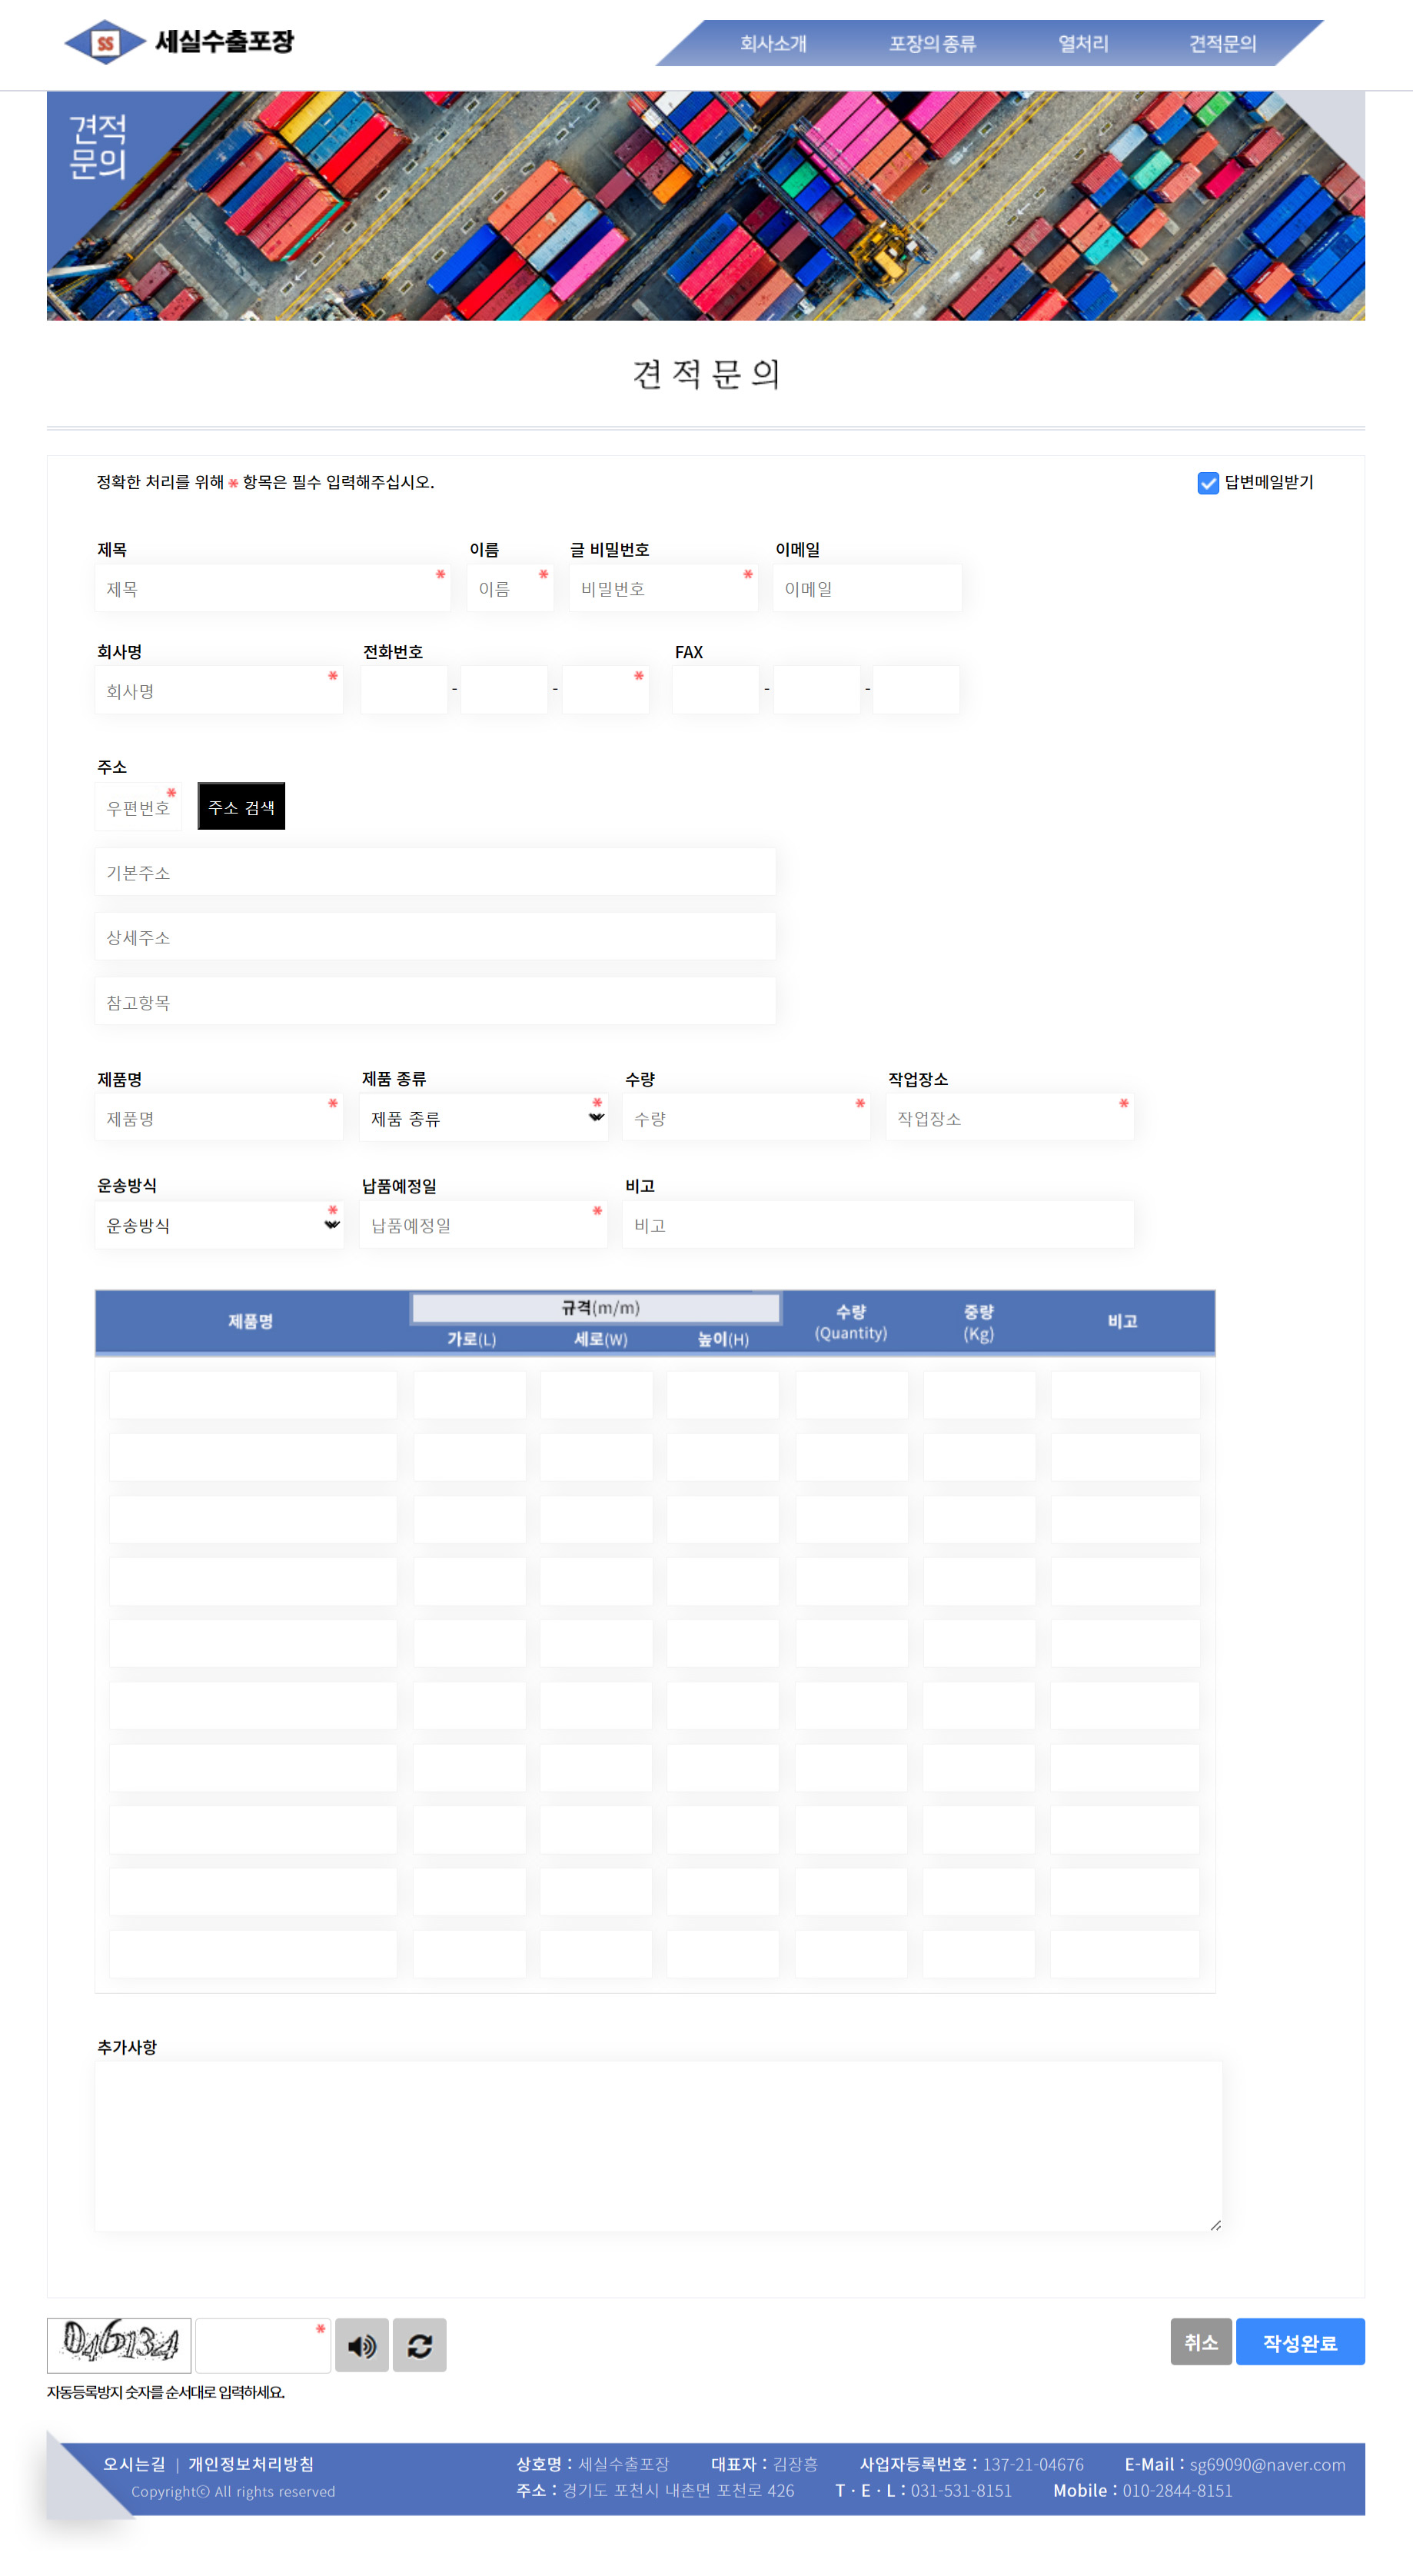 SS 세실수출포장
회사소개 포장의 종류 열처리 견적문의
견적
문의
견적문의
정확한 처리를 위해 * 항목은 필수 입력해주십시오.
답변메일받기
제목 이름 글 비밀번호 이메일
제목 * 이름 * 비밀번호 * 이메일
회사명 전화번호 FAX
회사명 * - - * - -
주소
우편번호 * 주소 검색
기본주소
상세주소
참고항목
제품명 제품 종류 수량 작업장소
제품명 * 제품 종류 * 수량 * 작업장소 *
운송방식 납품예정일 비고
운송방식 * 납품예정일 * 비고
제품명 규격(m/m) 수량 중량 비고
가로(L) 세로(W) 높이(H) (Quantity) (Kg)
추가사항
046134 *
취소 작성완료
자동등록방지 숫자를 순서대로 입력하세요.
오시는길 | 개인정보처리방침
Copyrightⓒ All rights reserved
상호명 : 세실수출포장 대표자 : 김장흥 사업자등록번호 : 137-21-04676 E-Mail : sg69090@naver.com
주소 : 경기도 포천시 내촌면 포천로 426 T · E · L : 031-531-8151 Mobile : 010-2844-8151